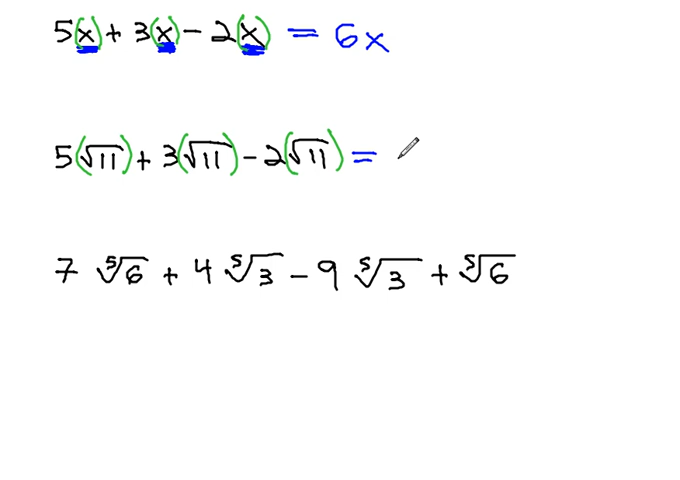 5(x) + 3(x) − 2(x) = 6x
5(√11) + 3(√11) − 2(√11) =
7 ⁵√6 + 4 ⁵√3 − 9 ⁵√3 + ⁵√6